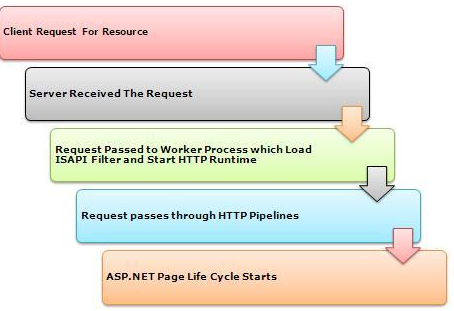 Client Request  For Resource
Server Received The Request
Request Passed to Worker Process which Load
ISAPI Filter and Start HTTP Runtime
Request passes through HTTP Pipelines
ASP.NET Page Life Cycle Starts